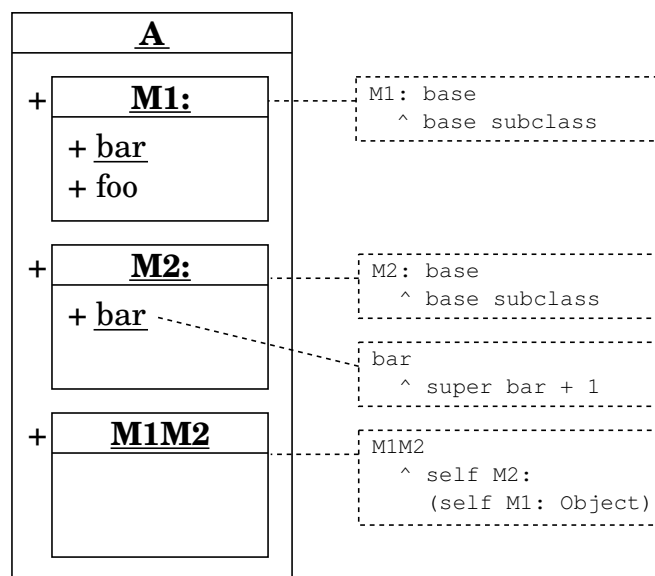 A
+ M1:
+ bar
+ foo
M1: base
^ base subclass
+ M2:
+ bar
M2: base
^ base subclass
bar
^ super bar + 1
+ M1M2
M1M2
^ self M2:
(self M1: Object)